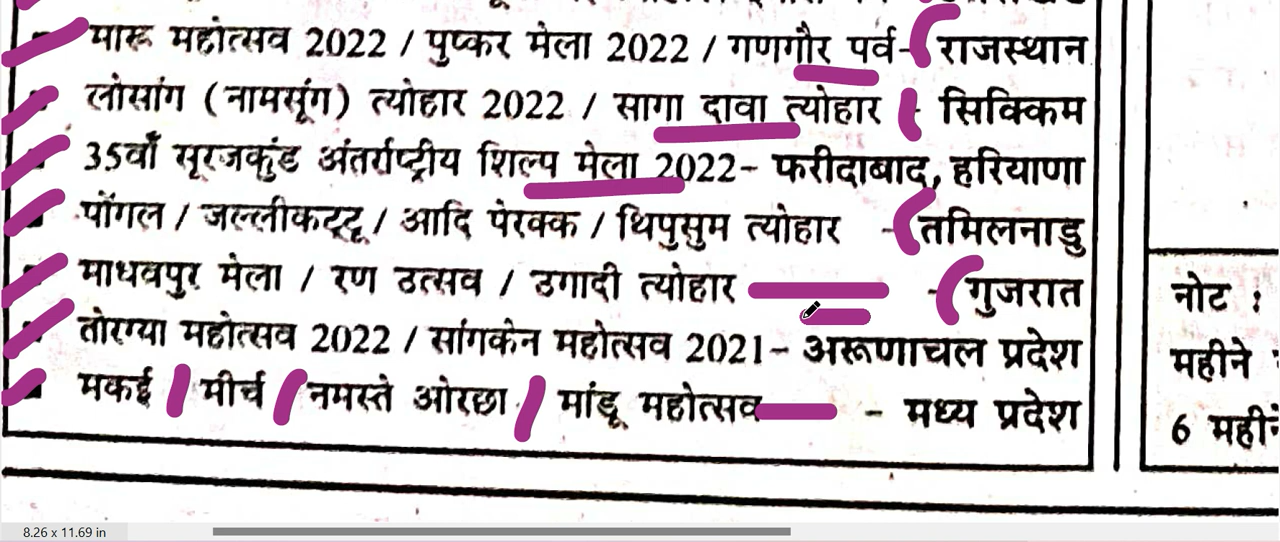 मारू महोत्सव 2022 / पुष्कर मेला 2022 / गणगौर पर्व- राजस्थान
लोसांग (नामसूंग) त्योहार 2022 / सागा दावा त्योहार - सिक्किम
35वाँ सूरजकुंड अंतर्राष्ट्रीय शिल्प मेला 2022- फरीदाबाद, हरियाणा
पोंगल / जल्लीकट्टू / आदि पेरुक्क / थिपुसुम त्योहार - तमिलनाडु
माधवपुर मेला / रण उत्सव / उगादी त्योहार - गुजरात
तोरग्या महोत्सव 2022 / सांगकेन महोत्सव 2021- अरूणाचल प्रदेश
मकई / मीर्च / नमस्ते ओरछा / मांडू महोत्सव - मध्य प्रदेश
नोट :
महीने
6 महीने
8.26 x 11.69 in